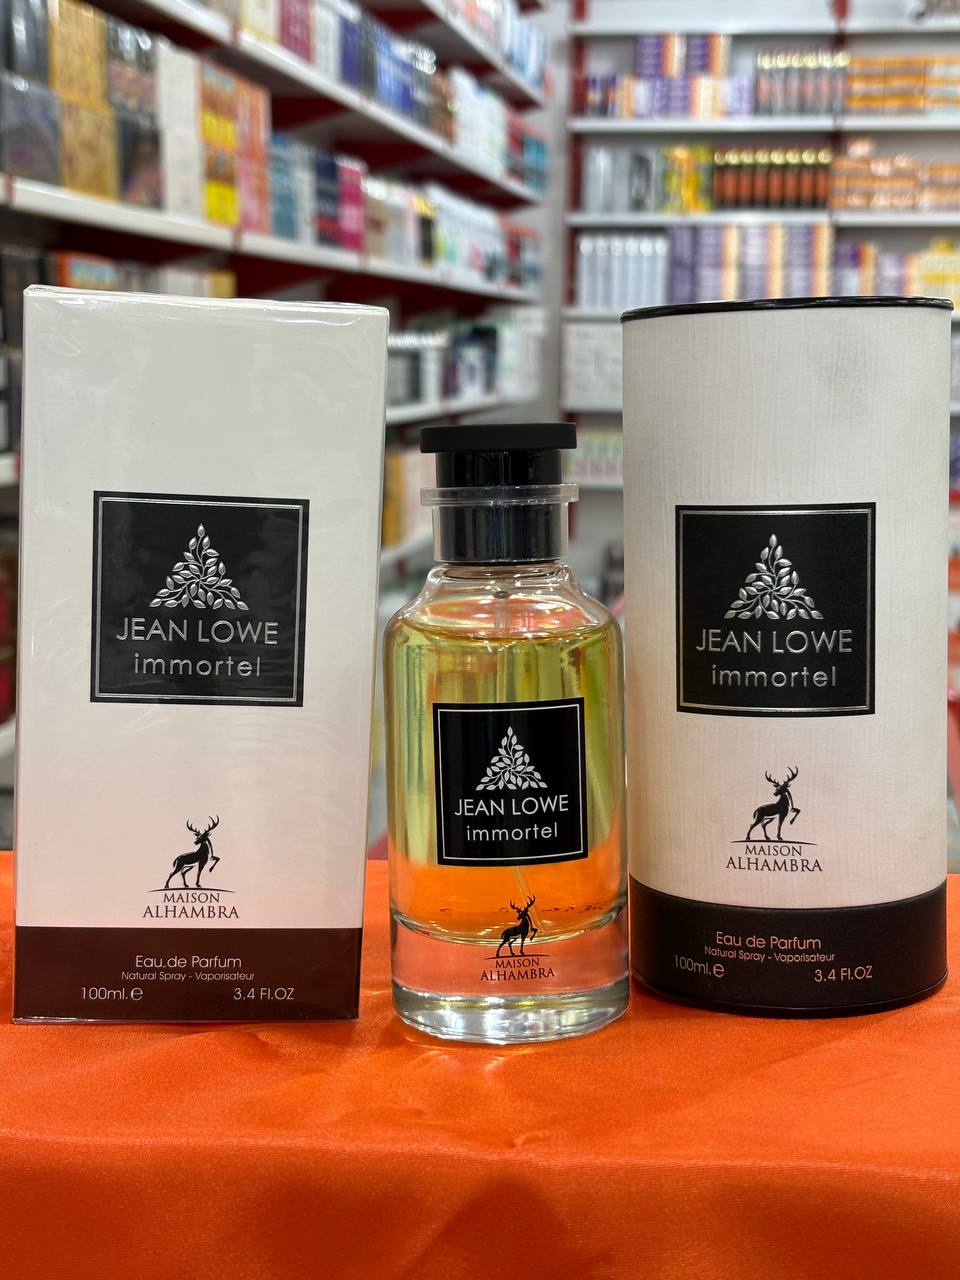 JEAN LOWE
immortel
MAISON
ALHAMBRA
Eau de Parfum
Natural Spray - Vaporisateur
100ml. e 3.4 Fl.OZ
JEAN LOWE
immortel
MAISON
ALHAMBRA
JEAN LOWE
immortel
MAISON
ALHAMBRA
Eau de Parfum
Natural Spray - Vaporisateur
100ml. e 3.4 Fl.OZ